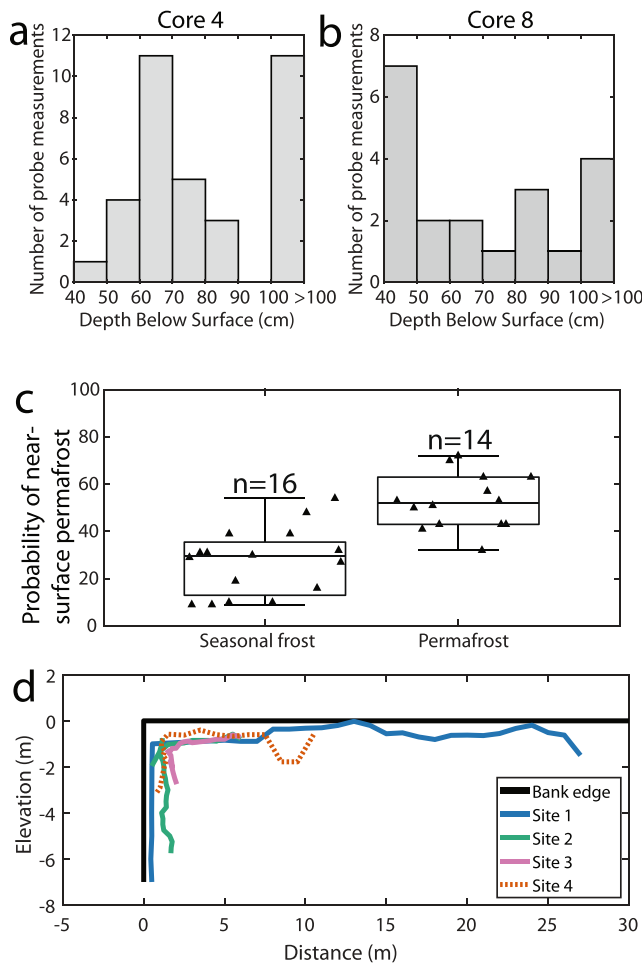 a
Core 4
Number of probe measurements
12
10
8
6
4
2
0
40 50 60 70 80 90 100 >100
Depth Below Surface (cm)
b
Core 8
Number of probe measurements
8
6
4
2
0
40 50 60 70 80 90 100 >100
Depth Below Surface (cm)
c
Probability of near-
surface permafrost
100
80
60
40
20
0
n=16
n=14
Seasonal frost
Permafrost
d
Elevation (m)
2
0
-2
-4
-6
-8
Bank edge
Site 1
Site 2
Site 3
Site 4
-5 0 5 10 15 20 25 30
Distance (m)